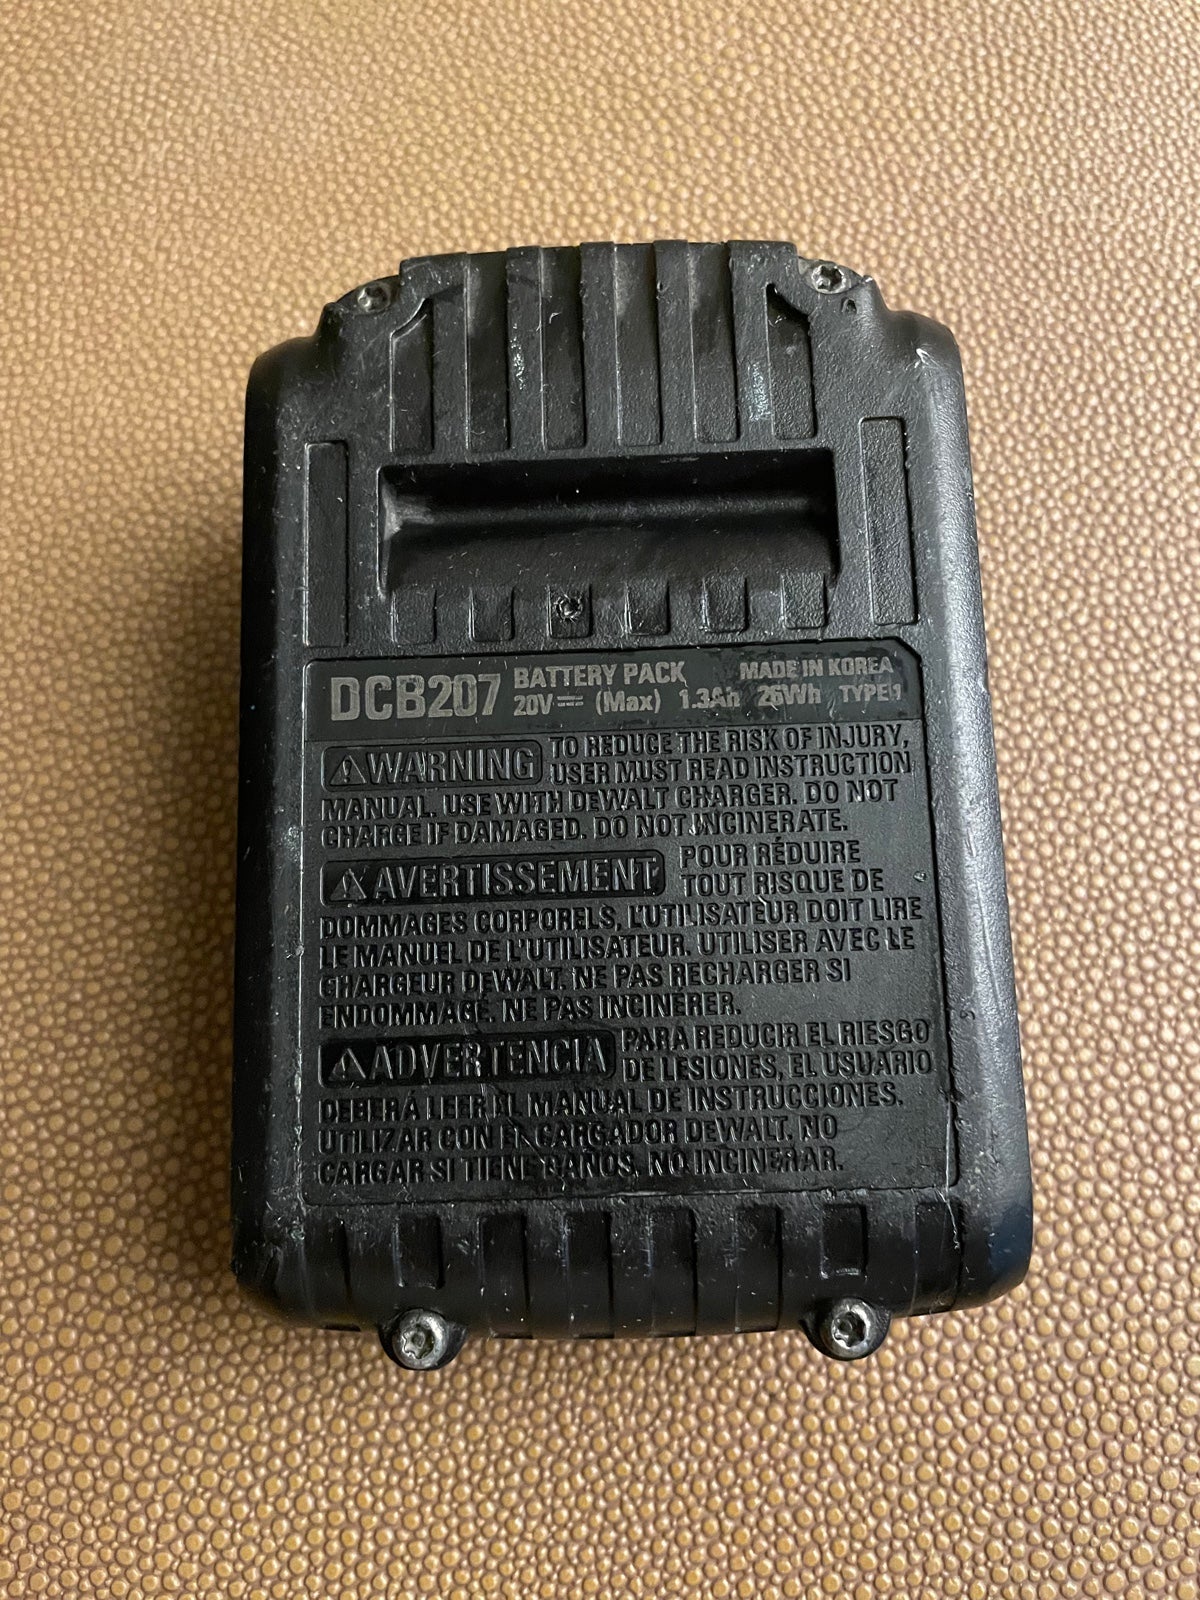 DCB207 BATTERY PACK MADE IN KOREA
20V⎓ (Max) 1.3Ah 26Wh TYPE 1
⚠WARNING TO REDUCE THE RISK OF INJURY,
USER MUST READ INSTRUCTION
MANUAL. USE WITH DEWALT CHARGER. DO NOT
CHARGE IF DAMAGED. DO NOT INCINERATE.
⚠AVERTISSEMENT POUR RÉDUIRE
TOUT RISQUE DE
DOMMAGES CORPORELS, L'UTILISATEUR DOIT LIRE
LE MANUEL DE L'UTILISATEUR. UTILISER AVEC LE
CHARGEUR DEWALT. NE PAS RECHARGER SI
ENDOMMAGÉ. NE PAS INCINÉRER.
⚠ADVERTENCIA PARA REDUCIR EL RIESGO
DE LESIONES, EL USUARIO
DEBERÁ LEER EL MANUAL DE INSTRUCCIONES.
UTILIZAR CON EL CARGADOR DEWALT. NO
CARGAR SI TIENE DAÑOS. NO INCINERAR.